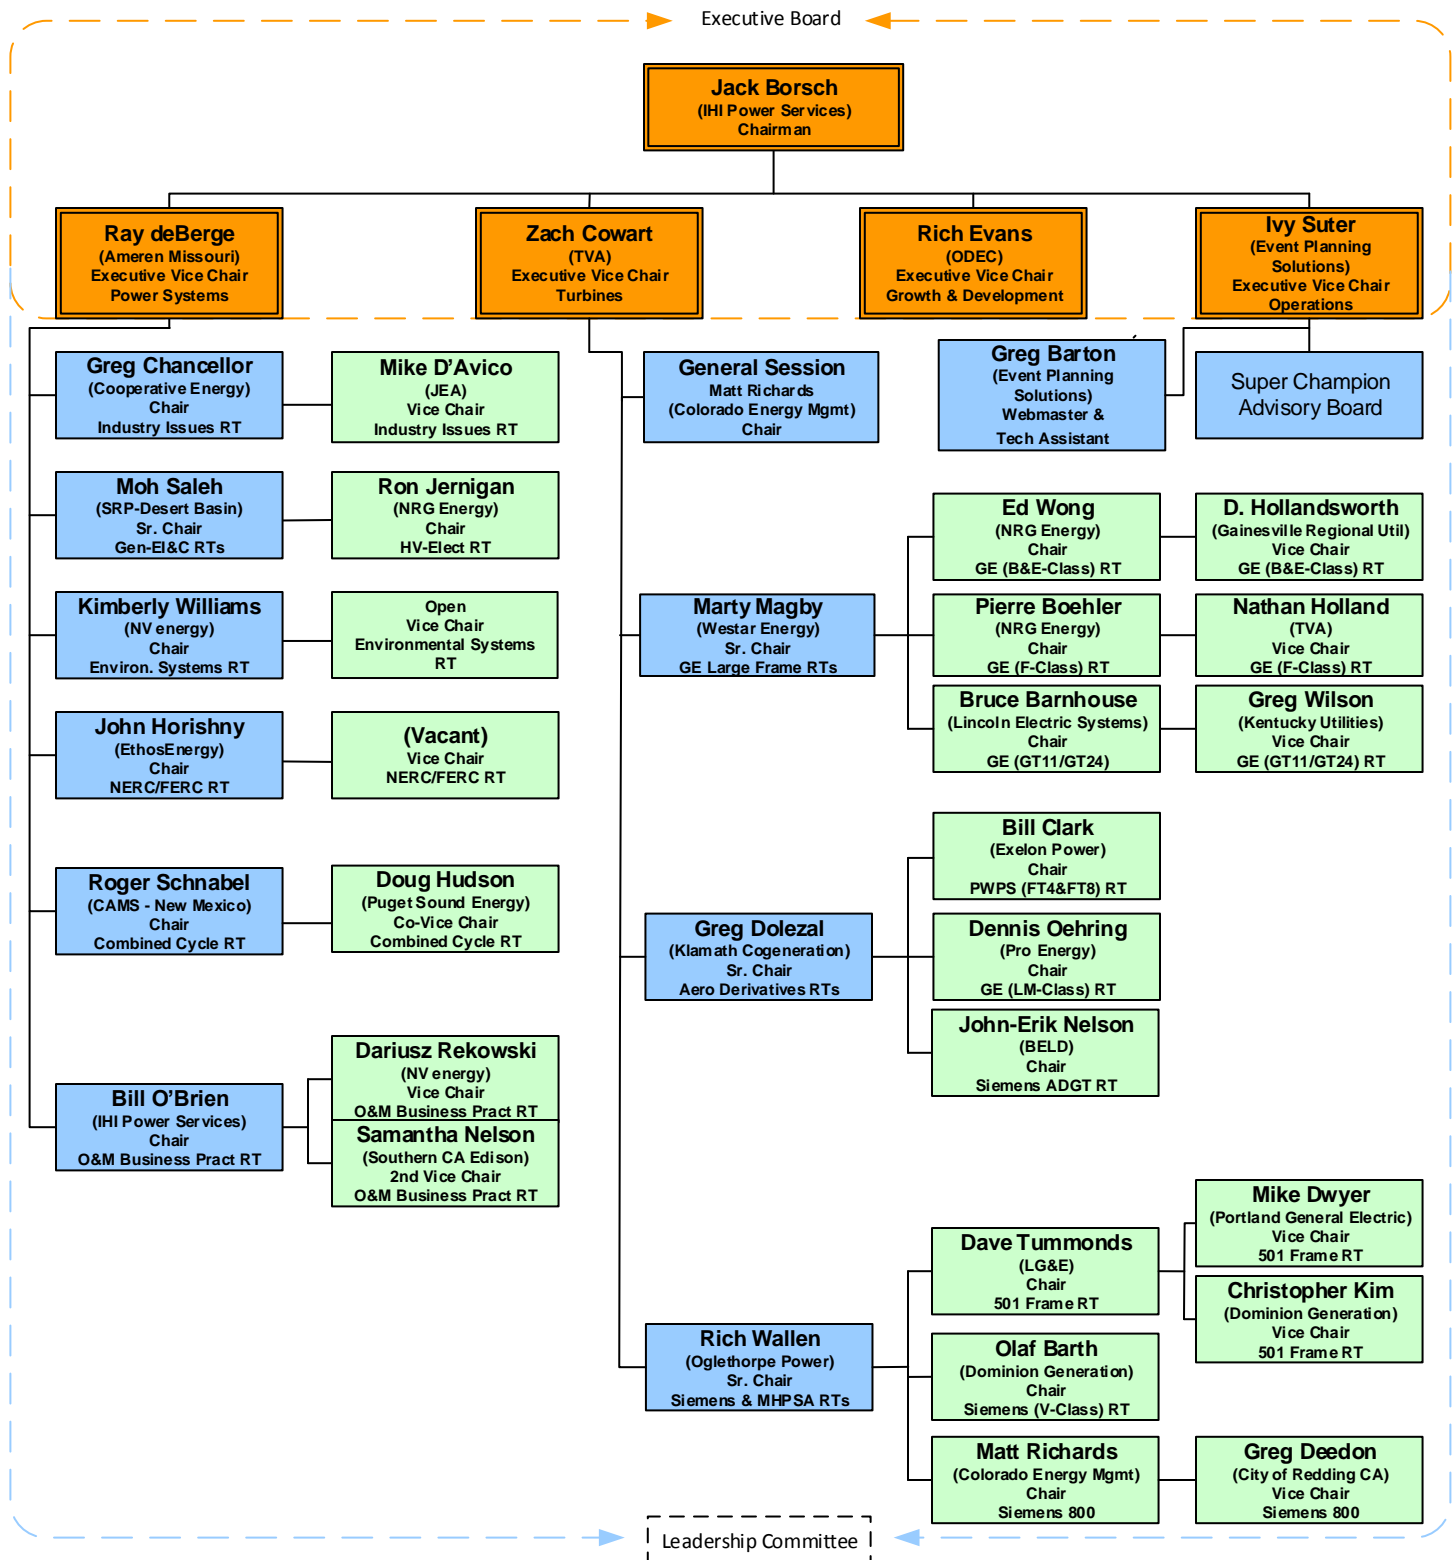 Executive Board
Jack Borsch
(IHI Power Services)
Chairman
Ray deBerge
(Ameren Missouri)
Executive Vice Chair
Power Systems
Zach Cowart
(TVA)
Executive Vice Chair
Turbines
Rich Evans
(ODEC)
Executive Vice Chair
Growth & Development
Ivy Suter
(Event Planning
Solutions)
Executive Vice Chair
Operations
Greg Chancellor
(Cooperative Energy)
Chair
Industry Issues RT
Mike D'Avico
(JEA)
Vice Chair
Industry Issues RT
General Session
Matt Richards
(Colorado Energy Mgmt)
Chair
Greg Barton
(Event Planning
Solutions)
Webmaster &
Tech Assistant
Super Champion
Advisory Board
Moh Saleh
(SRP-Desert Basin)
Sr. Chair
Gen-EI&C RTs
Ron Jernigan
(NRG Energy)
Chair
HV-Elect RT
Kimberly Williams
(NV energy)
Chair
Environ. Systems RT
Open
Vice Chair
Environmental Systems
RT
John Horishny
(EthosEnergy)
Chair
NERC/FERC RT
(Vacant)
Vice Chair
NERC/FERC RT
Roger Schnabel
(CAMS - New Mexico)
Chair
Combined Cycle RT
Doug Hudson
(Puget Sound Energy)
Co-Vice Chair
Combined Cycle RT
Bill O'Brien
(IHI Power Services)
Chair
O&M Business Pract RT
Dariusz Rekowski
(NV energy)
Vice Chair
O&M Business Pract RT
Samantha Nelson
(Southern CA Edison)
2nd Vice Chair
O&M Business Pract RT
Marty Magby
(Westar Energy)
Sr. Chair
GE Large Frame RTs
Ed Wong
(NRG Energy)
Chair
GE (B&E-Class) RT
D. Hollandsworth
(Gainesville Regional Util)
Vice Chair
GE (B&E-Class) RT
Pierre Boehler
(NRG Energy)
Chair
GE (F-Class) RT
Nathan Holland
(TVA)
Vice Chair
GE (F-Class) RT
Bruce Barnhouse
(Lincoln Electric Systems)
Chair
GE (GT11/GT24)
Greg Wilson
(Kentucky Utilities)
Vice Chair
GE (GT11/GT24) RT
Greg Dolezal
(Klamath Cogeneration)
Sr. Chair
Aero Derivatives RTs
Bill Clark
(Exelon Power)
Chair
PWPS (FT4&FT8) RT
Dennis Oehring
(Pro Energy)
Chair
GE (LM-Class) RT
John-Erik Nelson
(BELD)
Chair
Siemens ADGT RT
Rich Wallen
(Oglethorpe Power)
Sr. Chair
Siemens & MHPSA RTs
Dave Tummonds
(LG&E)
Chair
501 Frame RT
Mike Dwyer
(Portland General Electric)
Vice Chair
501 Frame RT
Christopher Kim
(Dominion Generation)
Vice Chair
501 Frame RT
Olaf Barth
(Dominion Generation)
Chair
Siemens (V-Class) RT
Matt Richards
(Colorado Energy Mgmt)
Chair
Siemens 800
Greg Deedon
(City of Redding CA)
Vice Chair
Siemens 800
Leadership Committee